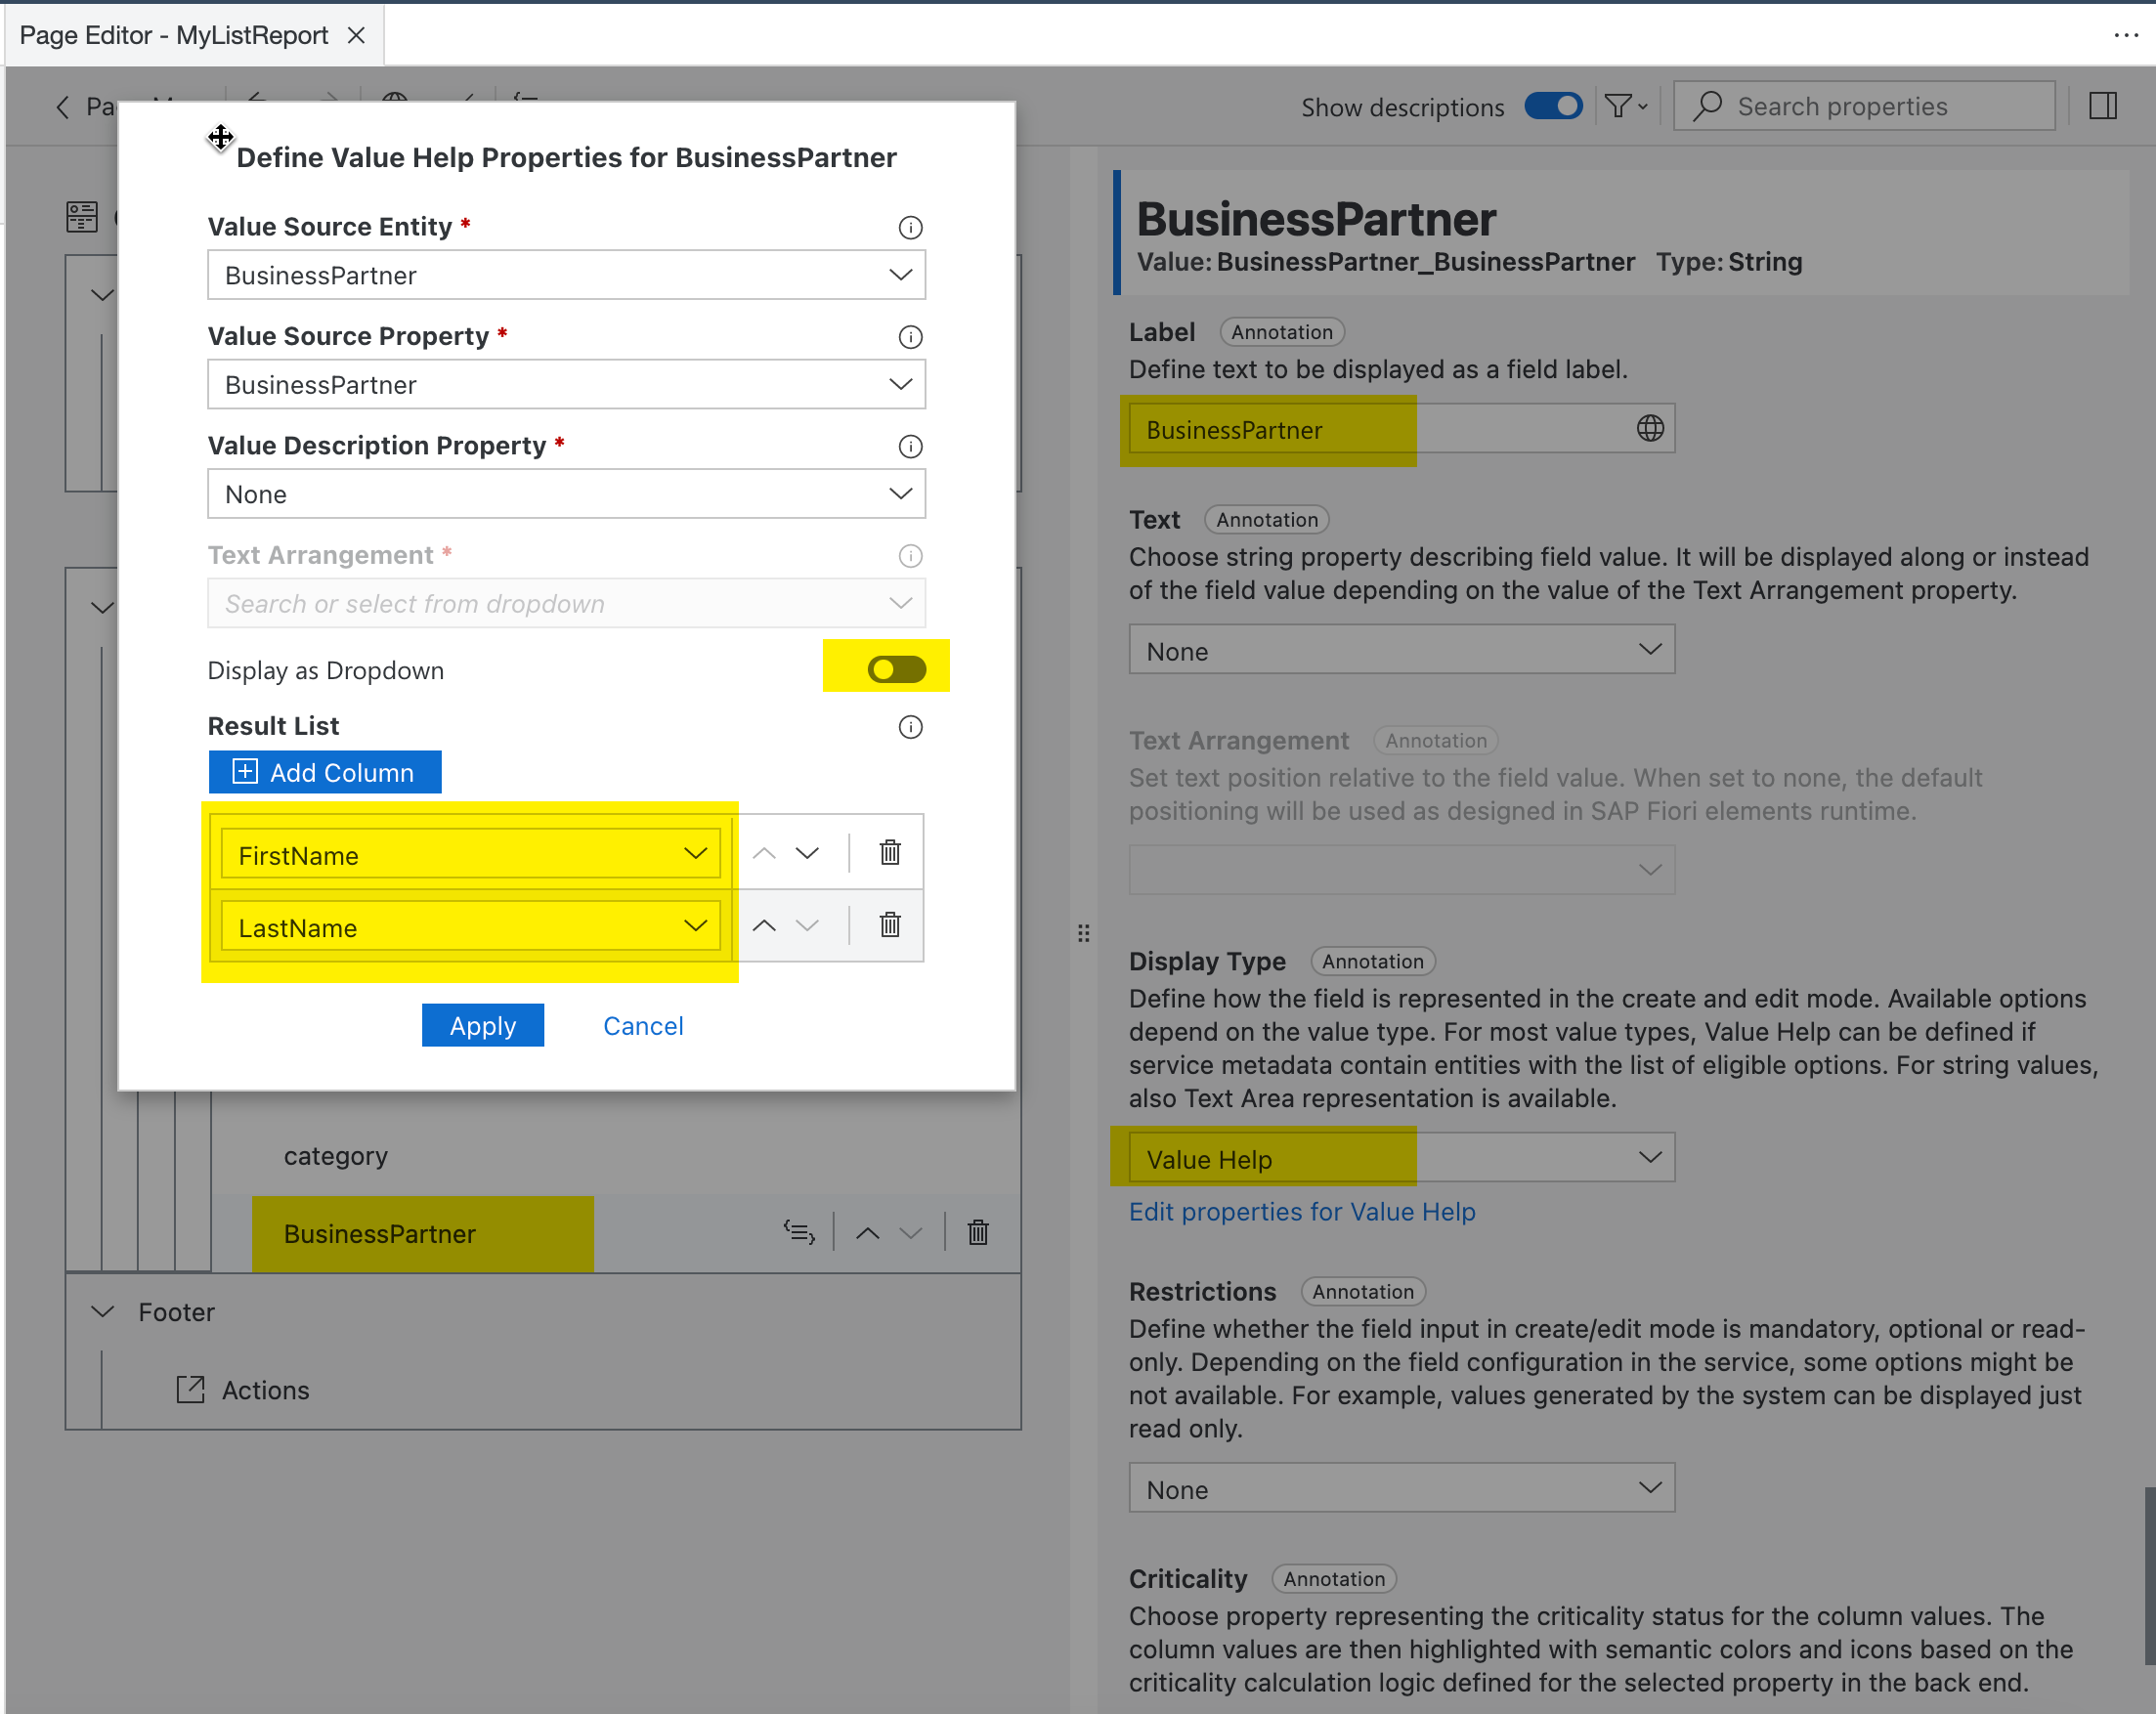 Page Editor - MyListReport
Show descriptions
Search properties
Define Value Help Properties for BusinessPartner
Value Source Entity *
BusinessPartner
Value Source Property *
BusinessPartner
Value Description Property *
None
Text Arrangement *
Search or select from dropdown
Display as Dropdown
Result List
Add Column
FirstName
LastName
Apply
Cancel
category
BusinessPartner
Footer
Actions
BusinessPartner
Value: BusinessPartner_BusinessPartner Type: String
Label Annotation
Define text to be displayed as a field label.
BusinessPartner
Text Annotation
Choose string property describing field value. It will be displayed along or instead
of the field value depending on the value of the Text Arrangement property.
None
Text Arrangement Annotation
Set text position relative to the field value. When set to none, the default
positioning will be used as designed in SAP Fiori elements runtime.
Display Type Annotation
Define how the field is represented in the create and edit mode. Available options
depend on the value type. For most value types, Value Help can be defined if
service metadata contain entities with the list of eligible options. For string values,
also Text Area representation is available.
Value Help
Edit properties for Value Help
Restrictions Annotation
Define whether the field input in create/edit mode is mandatory, optional or read-
only. Depending on the field configuration in the service, some options might be
not available. For example, values generated by the system can be displayed just
read only.
None
Criticality Annotation
Choose property representing the criticality status for the column values. The
column values are then highlighted with semantic colors and icons based on the
criticality calculation logic defined for the selected property in the back end.